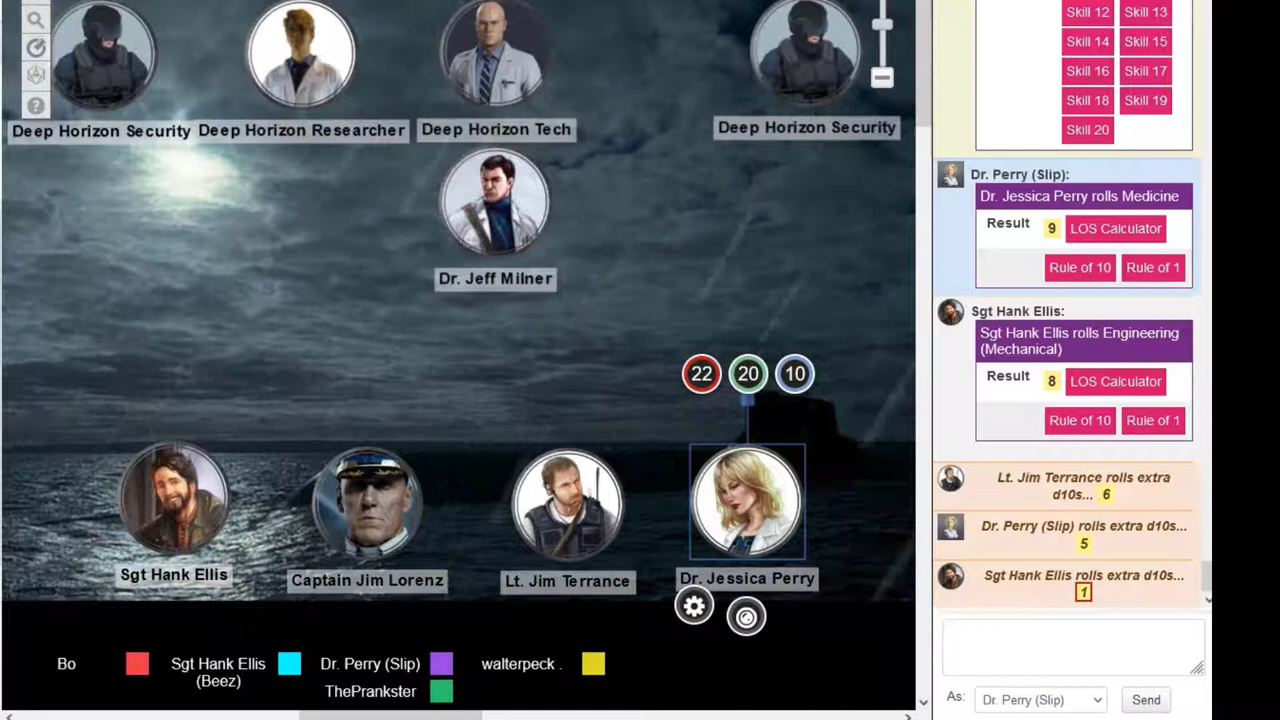 Deep Horizon Security
Deep Horizon Researcher
Deep Horizon Tech
Deep Horizon Security
Dr. Jeff Milner
22
20
10
Sgt Hank Ellis
Captain Jim Lorenz
Lt. Jim Terrance
Dr. Jessica Perry
Bo
Sgt Hank Ellis
(Beez)
Dr. Perry (Slip)
walterpeck .
ThePrankster
Skill 12
Skill 13
Skill 14
Skill 15
Skill 16
Skill 17
Skill 18
Skill 19
Skill 20
Dr. Perry (Slip):
Dr. Jessica Perry rolls Medicine
Result 9 LOS Calculator
Rule of 10 Rule of 1
Sgt Hank Ellis:
Sgt Hank Ellis rolls Engineering
(Mechanical)
Result 8 LOS Calculator
Rule of 10 Rule of 1
Lt. Jim Terrance rolls extra
d10s... 6
Dr. Perry (Slip) rolls extra d10s...
5
Sgt Hank Ellis rolls extra d10s...
1
As: Dr. Perry (Slip) Send